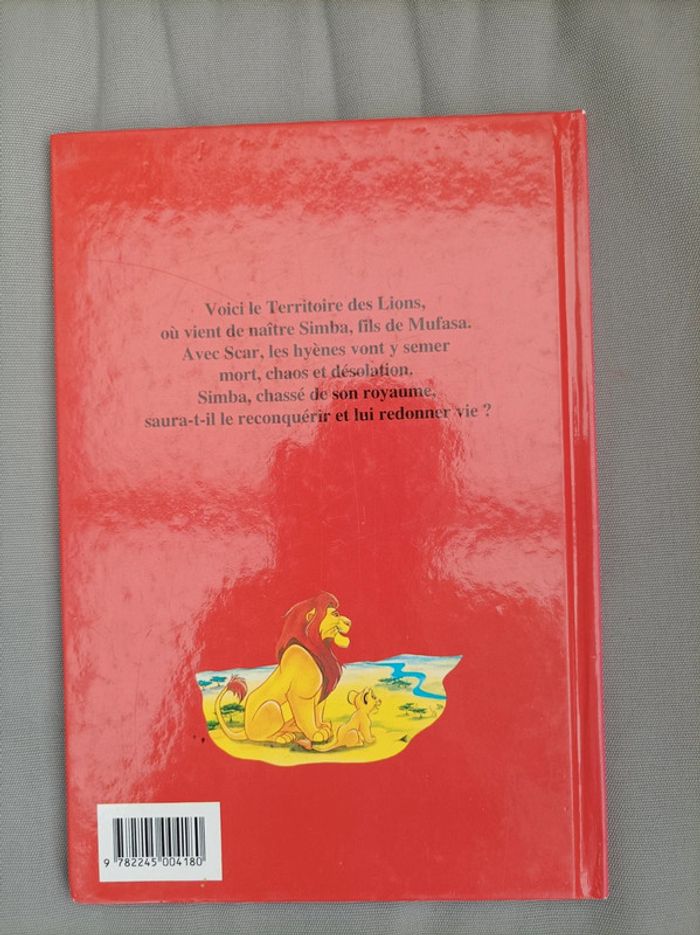 Voici le Territoire des Lions,
où vient de naître Simba, fils de Mufasa.
Avec Scar, les hyènes vont y semer
mort, chaos et désolation.
Simba, chassé de son royaume,
saura-t-il le reconquérir et lui redonner vie ?
9 782245 004180